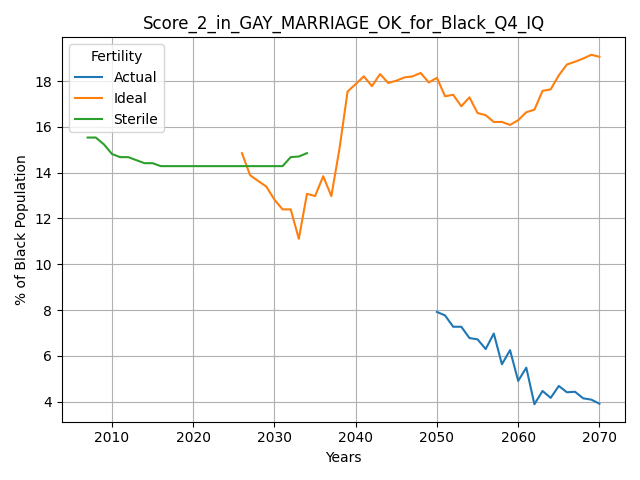 Score_2_in_GAY_MARRIAGE_OK_for_Black_Q4_IQ
Fertility
Actual
Ideal
Sterile
% of Black Population
18
16
14
12
10
8
6
4
2010 2020 2030 2040 2050 2060 2070
Years